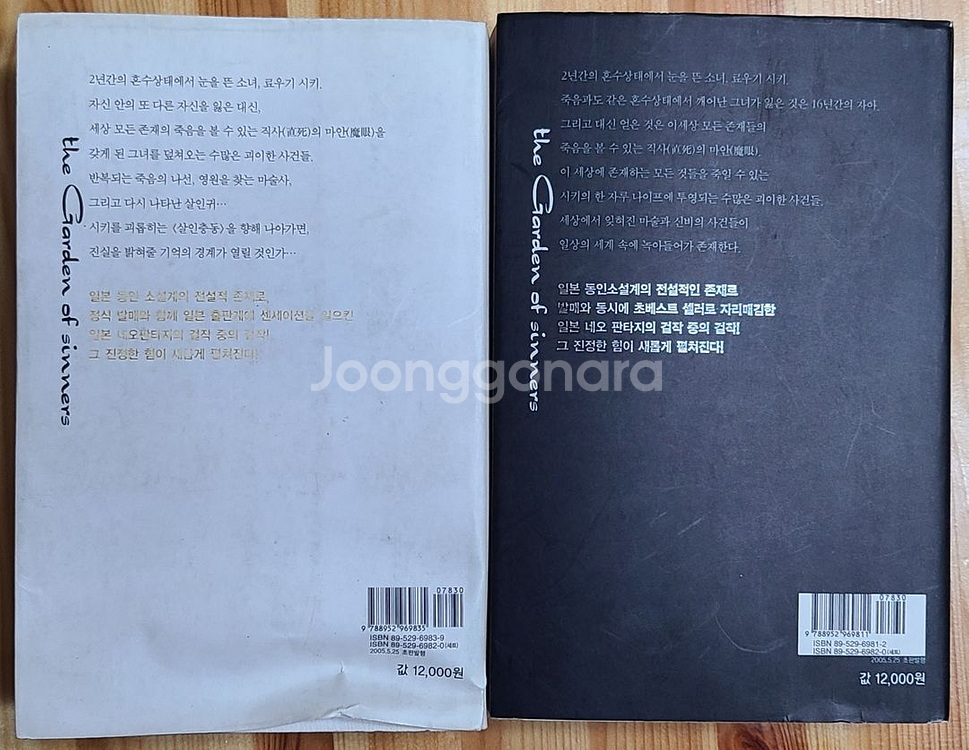 2년간의 혼수상태에서 눈을 뜬 소녀, 료우기 시키.
자신 안의 또 다른 자신을 잃은 대신,
세상 모든 존재의 죽음을 볼 수 있는 직사(直死)의 마안(魔眼)을
갖게 된 그녀를 덮쳐오는 수많은 괴이한 사건들.
반복되는 죽음의 나선, 영원을 찾는 마술사,
그리고 다시 나타난 살인귀…
시키를 괴롭히는 〈살인충동〉을 향해 나아가면,
진실을 밝혀줄 기억의 경계가 열릴 것인가…
the Garden of sinners
일본 동인 소설계의 전설적 존재로,
정식 발매와 함께 일본 출판계에 센세이션을 일으킨
일본 네오판타지의 걸작 중의 걸작!
그 진정한 힘이 새롭게 펼쳐진다!
07830
9 788952 969835
ISBN 89-529-6983-9
ISBN 89-529-6982-0(세트)
2005.5.25 초판발행
값 12,000원
2년간의 혼수상태에서 눈을 뜬 소녀, 료우기 시키.
죽음과도 같은 혼수상태에서 깨어난 그녀가 잃은 것은 16년간의 자아.
그리고 대신 얻은 것은 이세상 모든 존재들의
죽음을 볼 수 있는 직사(直死)의 마안(魔眼)
이 세상에 존재하는 모든 것들을 죽일 수 있는
시키의 한 자루 나이프에 투영되는 수많은 괴이한 사건들.
세상에서 잊혀진 마술과 신비의 사건들이
일상의 세계 속에 녹아들어가 존재한다.
the Garden of sinners
일본 동인소설계의 전설적인 존재로
발매와 동시에 초베스트 셀러로 자리매김한
일본 네오 판타지의 걸작 중의 걸작!
그 진정한 힘이 새롭게 펼쳐진다!
07830
9 788952 969811
ISBN 89-529-6981-2
ISBN 89-529-6982-0(세트)
2005.5.25 초판발행
값 12,000원
Joonggonara